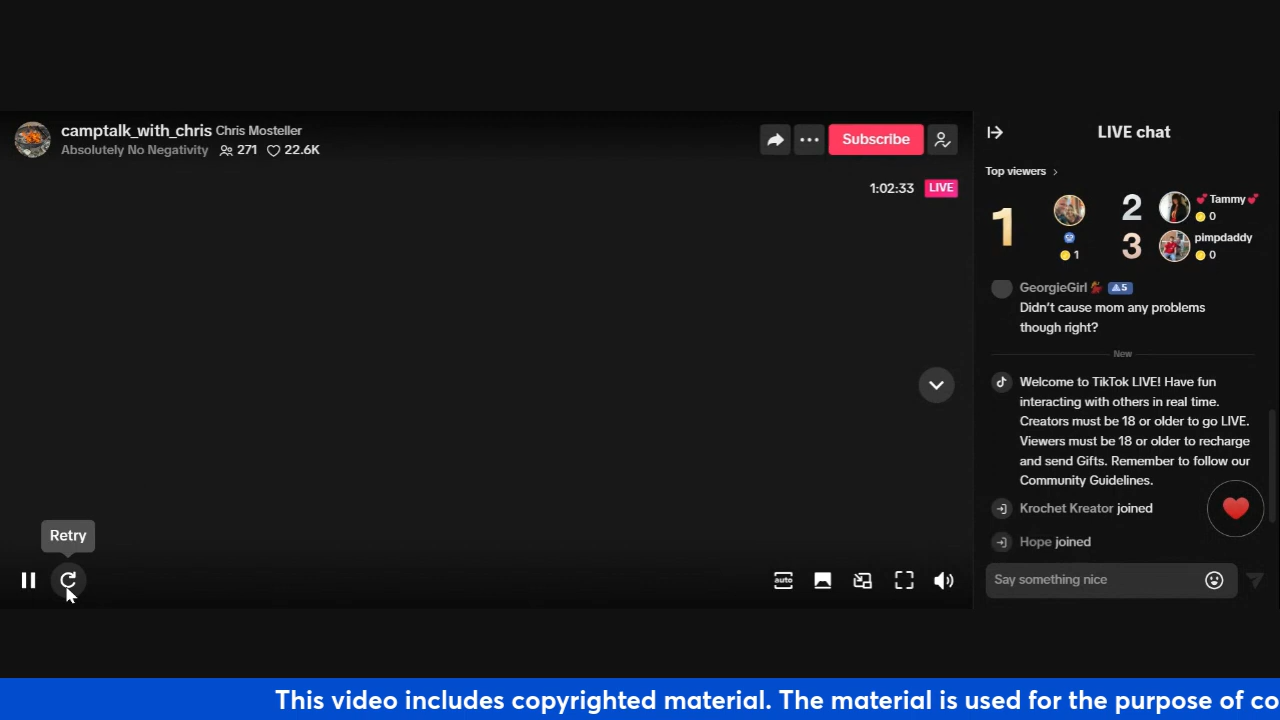 camptalk_with_chris Chris Mosteller
Absolutely No Negativity 271 22.6K
Subscribe
1:02:33 LIVE
LIVE chat
Top viewers
1
1
2
💕Tammy💕
0
3
pimpdaddy
0
GeorgieGirl 💃 5
Didn't cause mom any problems
though right?
New
Welcome to TikTok LIVE! Have fun
interacting with others in real time.
Creators must be 18 or older to go LIVE.
Viewers must be 18 or older to recharge
and send Gifts. Remember to follow our
Community Guidelines.
Krochet Kreator joined
Hope joined
Say something nice
Retry
auto
This video includes copyrighted material. The material is used for the purpose of co